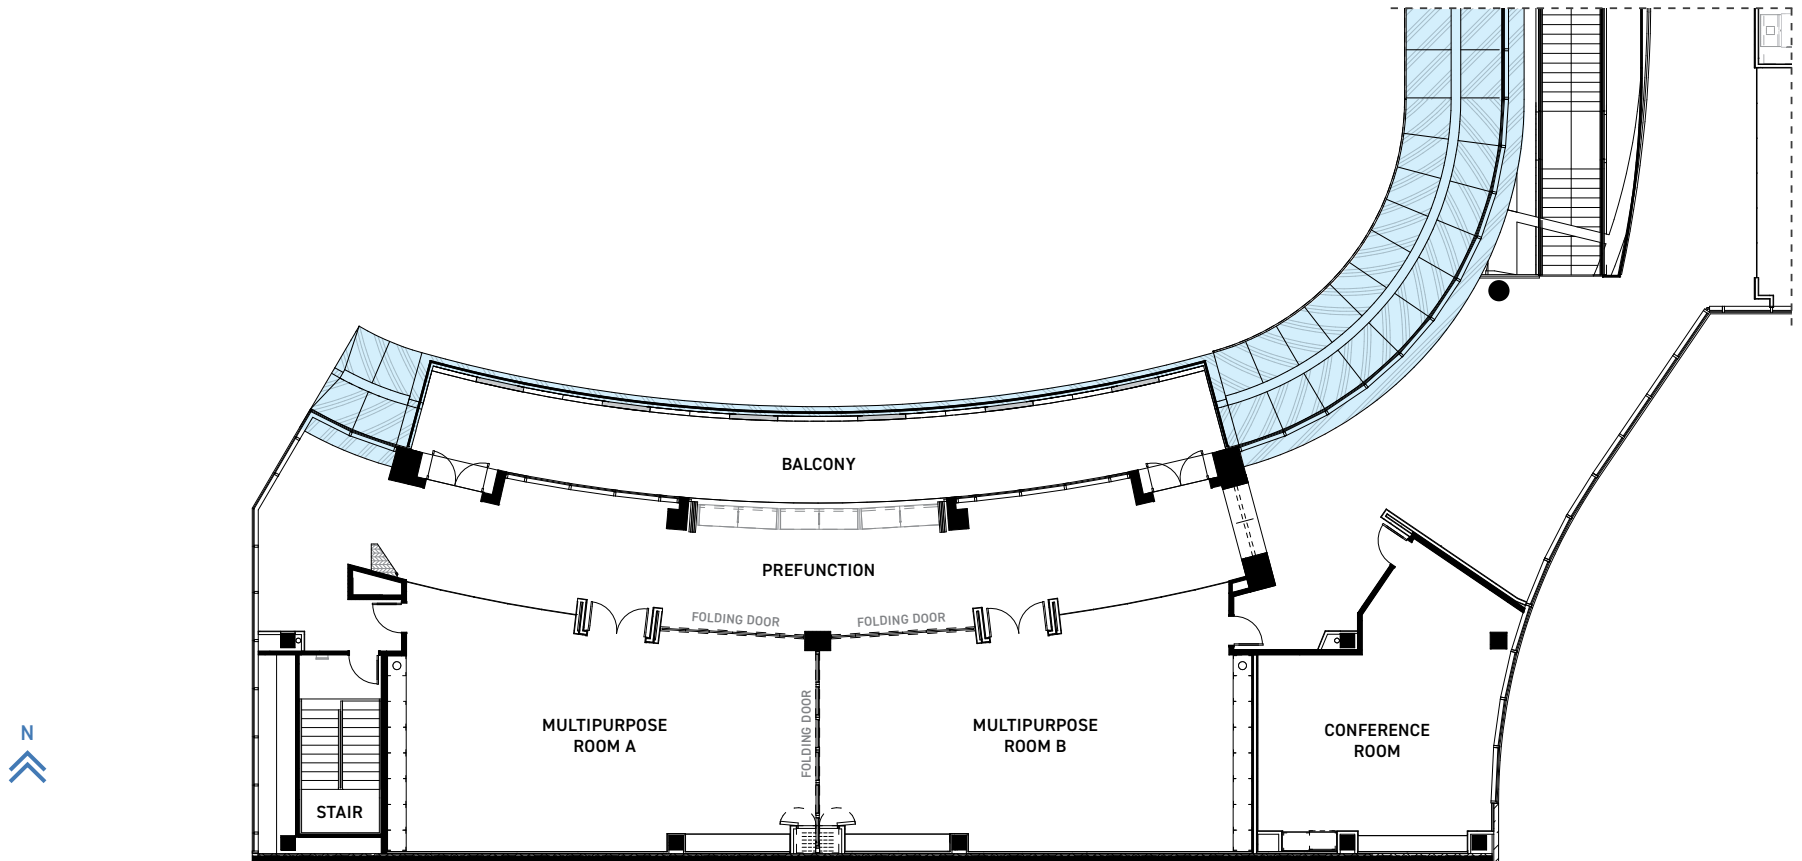 BALCONY
PREFUNCTION
FOLDING DOOR
FOLDING DOOR
FOLDING DOOR
MULTIPURPOSE
ROOM A
MULTIPURPOSE
ROOM B
CONFERENCE
ROOM
N
STAIR